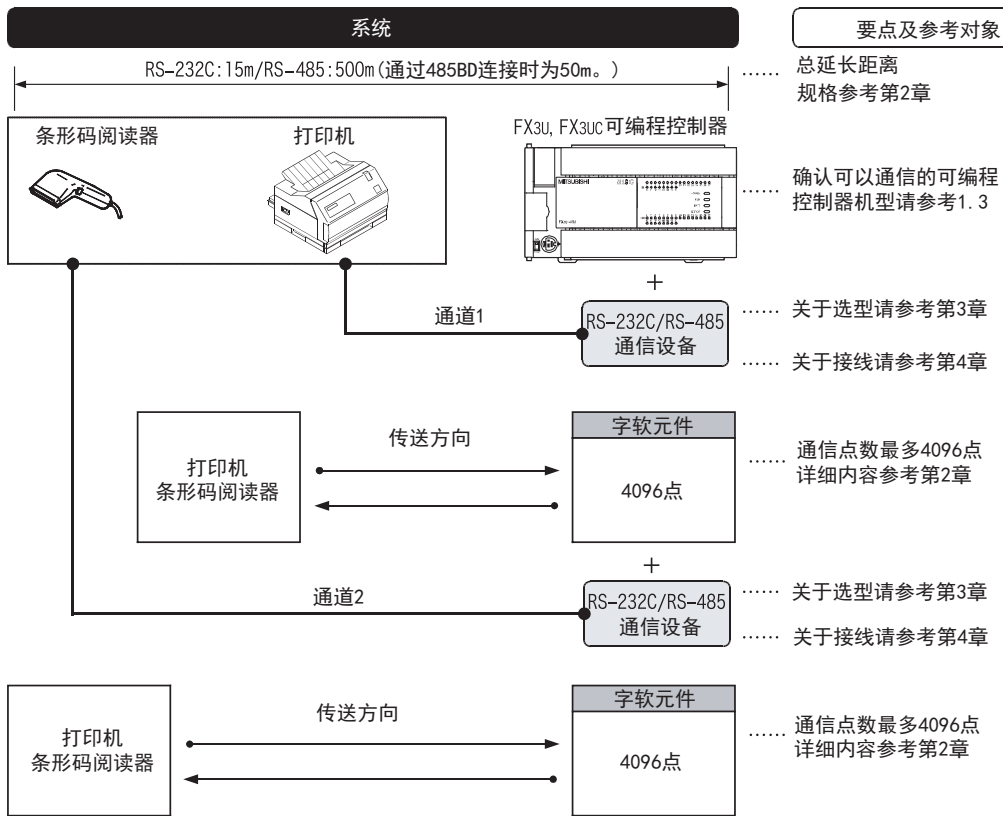 系统
要点及参考对象
RS-232C:15m/RS-485:500m(通过485BD连接时为50m。)
…… 总延长距离
规格参考第2章
条形码阅读器
打印机
FX3U, FX3UC可编程控制器
MITSUBISHI
…… 确认可以通信的可编程
控制器机型请参考1.3
+
通道1
RS-232C/RS-485
通信设备
…… 关于选型请参考第3章
…… 关于接线请参考第4章
打印机
条形码阅读器
传送方向
字软元件
4096点
…… 通信点数最多4096点
详细内容参考第2章
+
通道2
RS-232C/RS-485
通信设备
…… 关于选型请参考第3章
…… 关于接线请参考第4章
打印机
条形码阅读器
传送方向
字软元件
4096点
…… 通信点数最多4096点
详细内容参考第2章